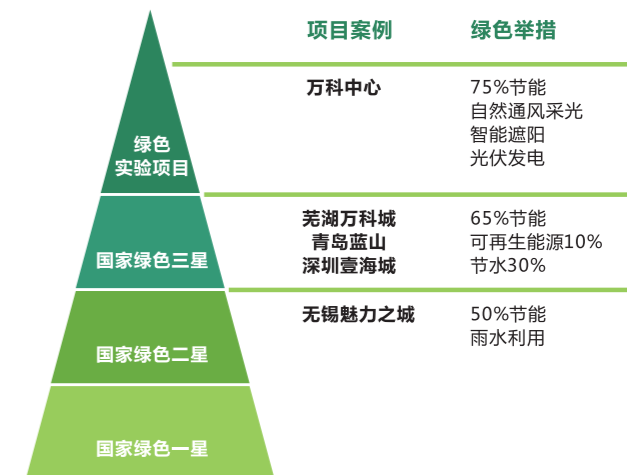 项目案例 绿色举措
绿色
实验项目
万科中心
75%节能
自然通风采光
智能遮阳
光伏发电
国家绿色三星
芜湖万科城
青岛蓝山
深圳壹海城
65%节能
可再生能源10%
节水30%
国家绿色二星
无锡魅力之城
50%节能
雨水利用
国家绿色一星